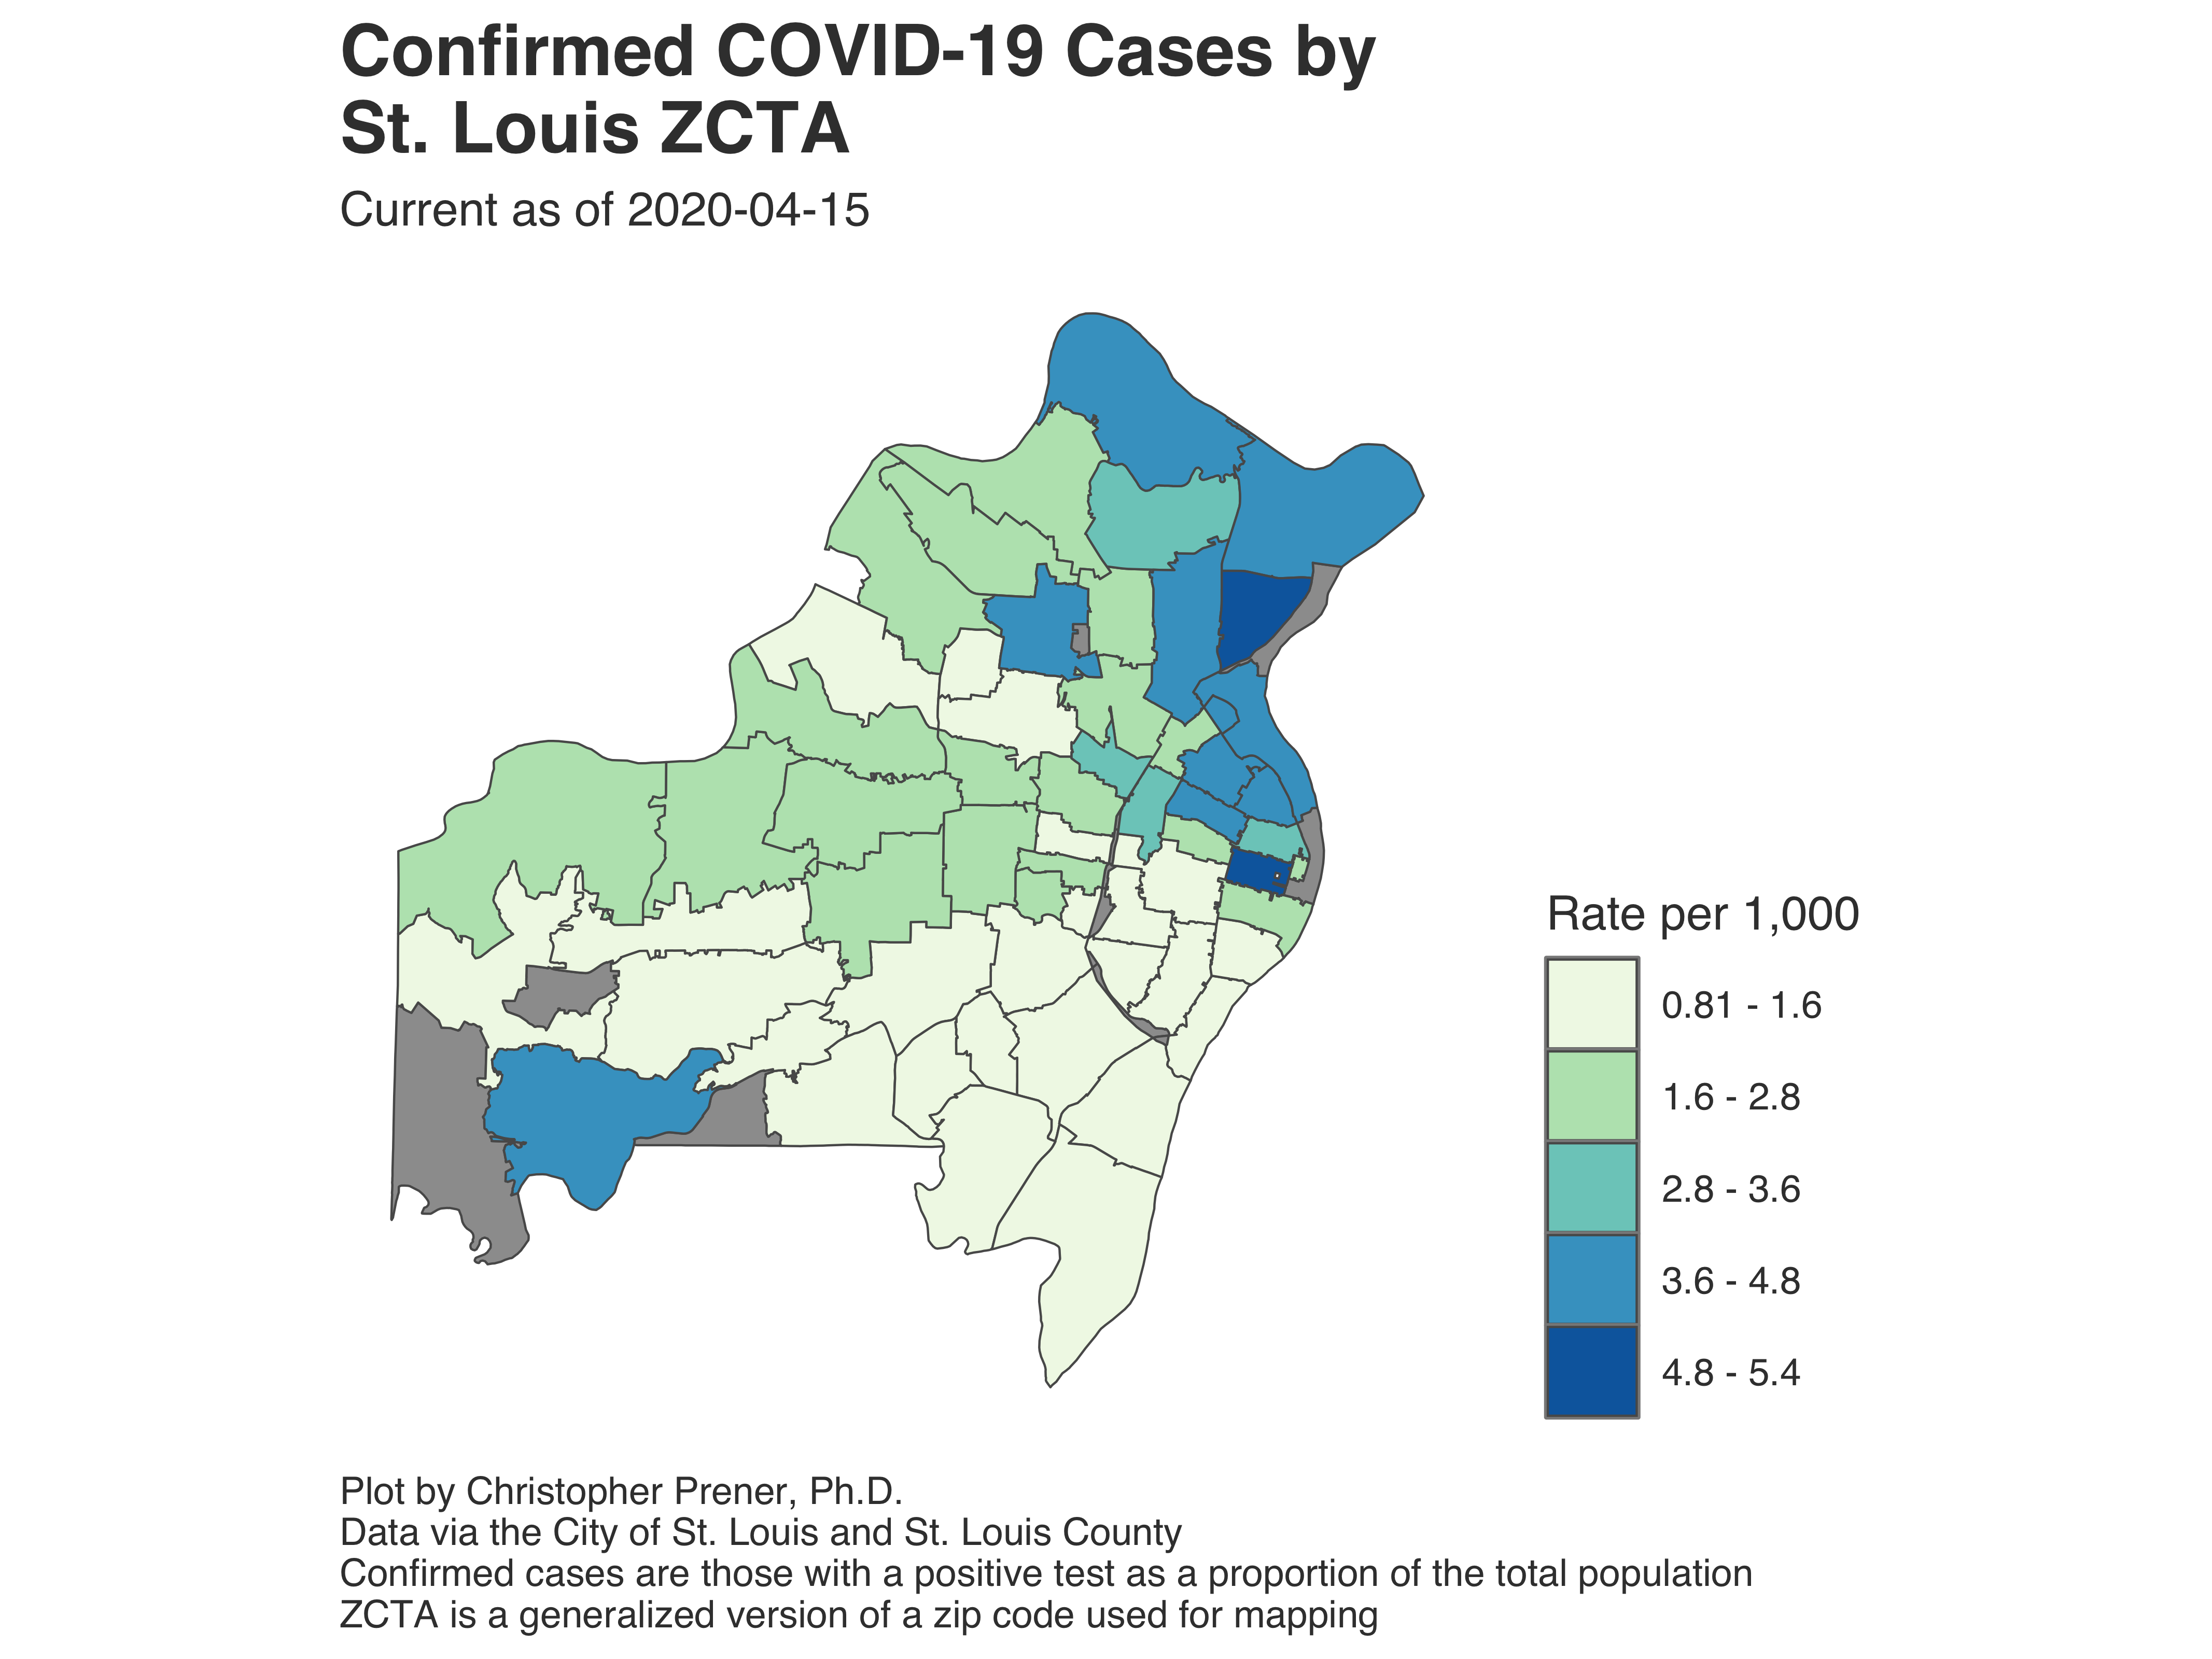 Confirmed COVID-19 Cases by
St. Louis ZCTA
Current as of 2020-04-15
Rate per 1,000
0.81 - 1.6
1.6 - 2.8
2.8 - 3.6
3.6 - 4.8
4.8 - 5.4
Plot by Christopher Prener, Ph.D.
Data via the City of St. Louis and St. Louis County
Confirmed cases are those with a positive test as a proportion of the total population
ZCTA is a generalized version of a zip code used for mapping